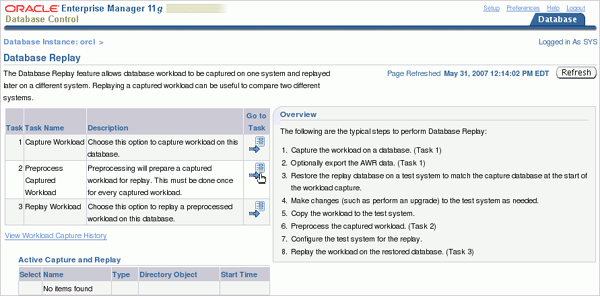 ORACLE Enterprise Manager 11g
Database Control
Setup Preferences Help Logout
Database
Database Instance: orcl >
Logged in As SYS
Database Replay
The Database Replay feature allows database workload to be captured on one system and replayed
later on a different system. Replaying a captured workload can be useful to compare two different
systems.
Page Refreshed May 31, 2007 12:14:02 PM EDT
Refresh
Task Task Name Description Go to Task
1 Capture Workload Choose this option to capture workload on this
database.
2 Preprocess Captured Workload Preprocessing will prepare a captured
workload for replay. This must be done once
for every captured workload.
3 Replay Workload Choose this option to replay a preprocessed
workload on this database.
View Workload Capture History
Overview
The following are the typical steps to perform Database Replay:
1. Capture the workload on a database. (Task 1)
2. Optionally export the AWR data. (Task 1)
3. Restore the replay database on a test system to match the capture database at the start of
the workload capture.
4. Make changes (such as perform an upgrade) to the test system as needed.
5. Copy the workload to the test system.
6. Preprocess the captured workload. (Task 2)
7. Configure the test system for the replay.
8. Replay the workload on the restored database. (Task 3)
Active Capture and Replay
Select Name Type Directory Object Start Time
No items found